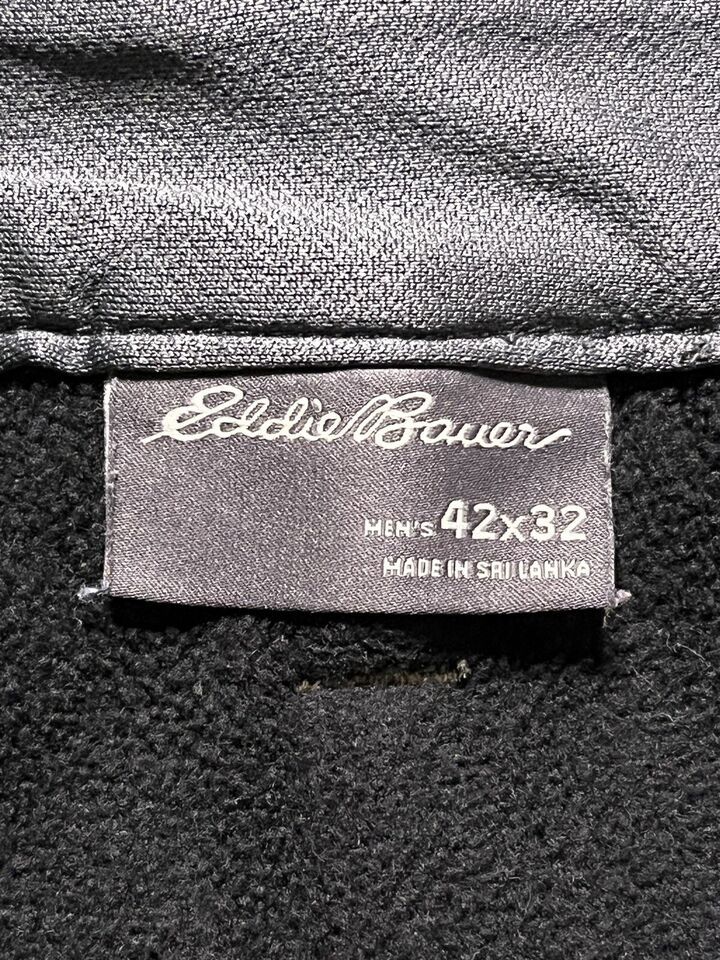 Eddie Bauer
MEN'S 42x32
MADE IN SRI LANKA